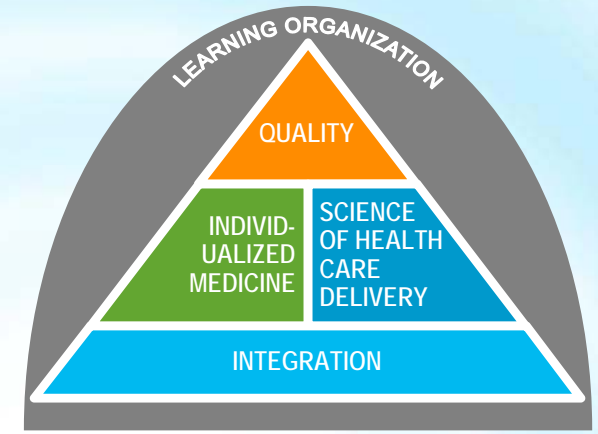 LEARNING ORGANIZATION
QUALITY
INDIVID-
UALIZED
MEDICINE
SCIENCE
OF HEALTH
CARE
DELIVERY
INTEGRATION